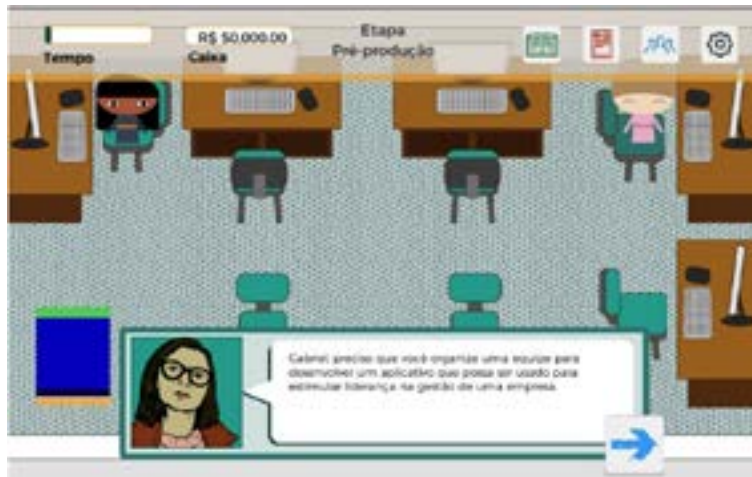 R$ 50.000.00
Etapa
Pré-produção
Tempo
Caixa
Gabriel preciso que você organize uma equipe para
desenvolver um aplicativo que possa ser usado para
estimular liderança na gestão de uma empresa.